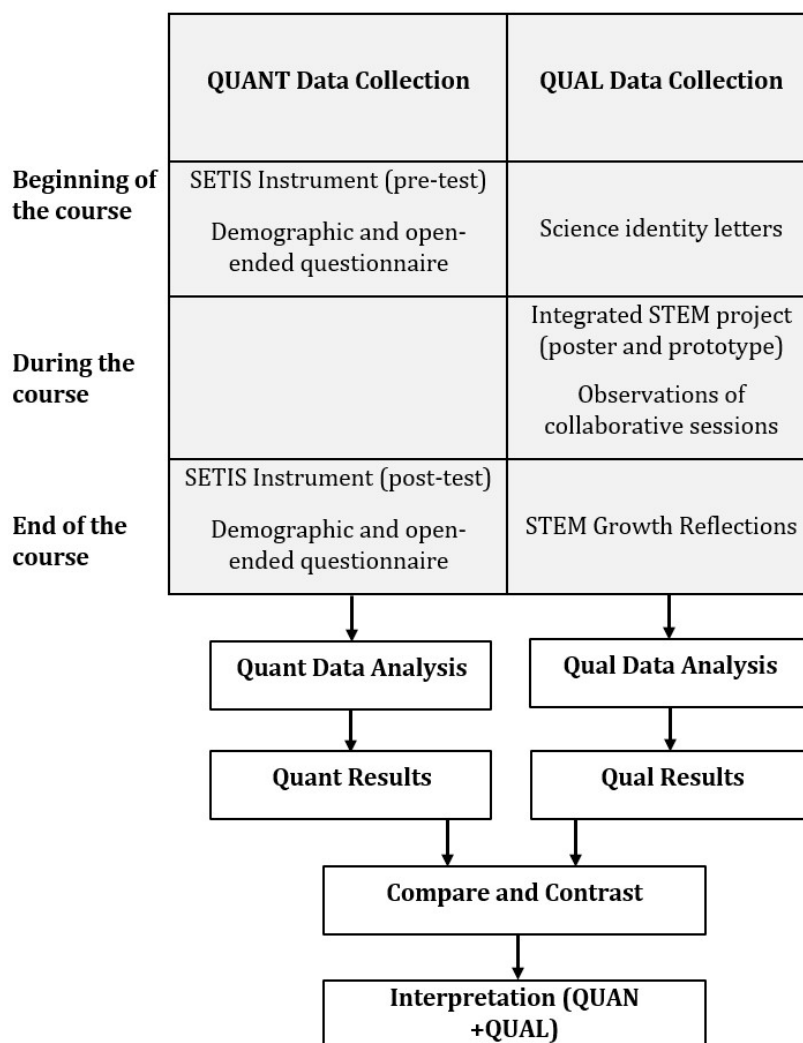 QUANT Data Collection
QUAL Data Collection
Beginning of
the course
SETIS Instrument (pre-test)
Demographic and open-
ended questionnaire
Science identity letters
During the
course
Integrated STEM project
(poster and prototype)
Observations of
collaborative sessions
End of the
course
SETIS Instrument (post-test)
Demographic and open-
ended questionnaire
STEM Growth Reflections
Quant Data Analysis
Qual Data Analysis
Quant Results
Qual Results
Compare and Contrast
Interpretation (QUAN
+QUAL)